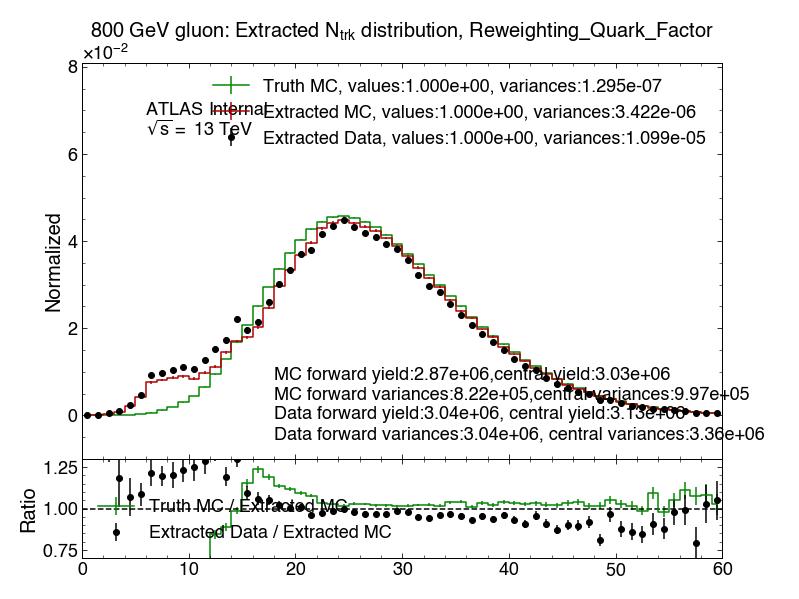 800 GeV gluon: Extracted Ntrk distribution, Reweighting_Quark_Factor
×10−2
8
6
4
2
0
Normalized
Truth MC, values:1.000e+00, variances:1.295e-07
ATLAS Internal
Extracted MC, values:1.000e+00, variances:3.422e-06
√s = 13 TeV
Extracted Data, values:1.000e+00, variances:1.099e-05
MC forward yield:2.87e+06,central yield:3.03e+06
MC forward variances:8.22e+05,central variances:9.97e+05
Data forward yield:3.04e+06, central yield:3.13e+06
Data forward variances:3.04e+06, central variances:3.36e+06
1.25
1.00
0.75
Ratio
Truth MC / Extracted MC
Extracted Data / Extracted MC
0 10 20 30 40 50 60